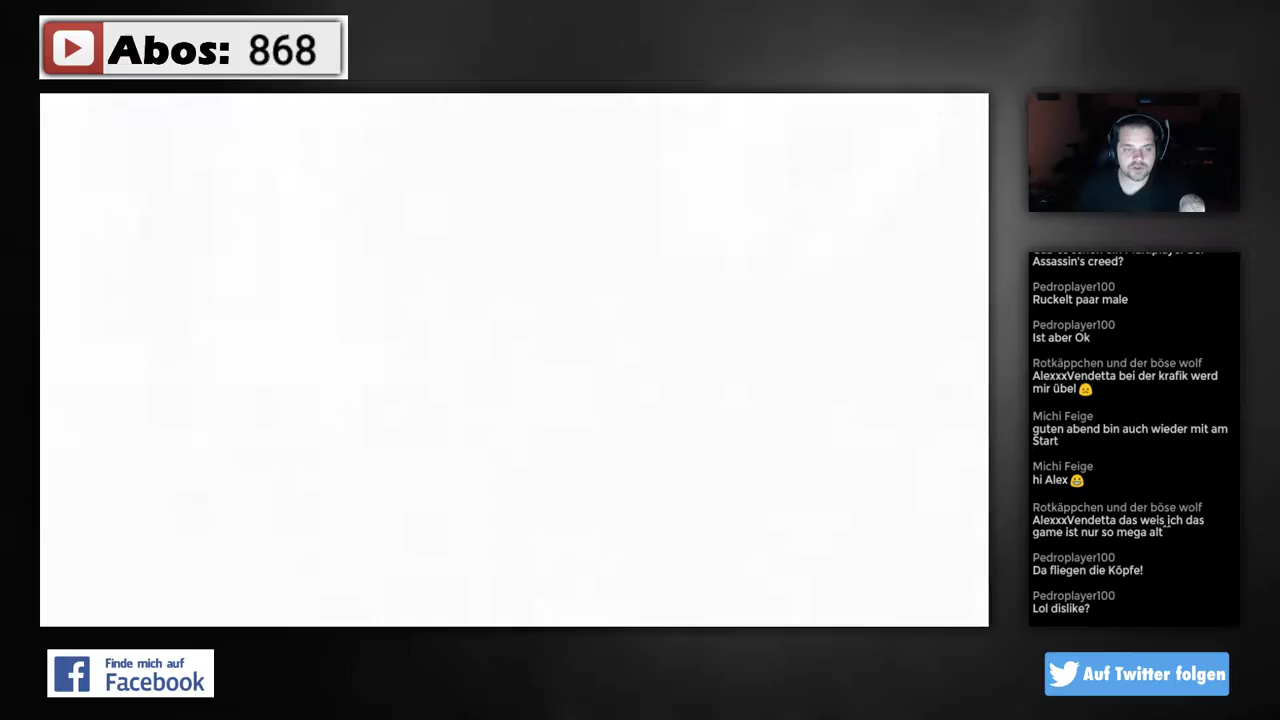 Abos: 868
Assassin's creed?
Pedroplayer100
Ruckelt paar male
Pedroplayer100
Ist aber Ok
Rotkäppchen und der böse wolf
AlexxxVendetta bei der krafik werd
mir übel
Michi Feige
guten abend bin auch wieder mit am
Start
Michi Feige
hi Alex
Rotkäppchen und der böse wolf
AlexxxVendetta das weis ich das
game ist nur so mega alt^^
Pedroplayer100
Da fliegen die Köpfe!
Pedroplayer100
Lol dislike?
Finde mich auf
Facebook
Auf Twitter folgen